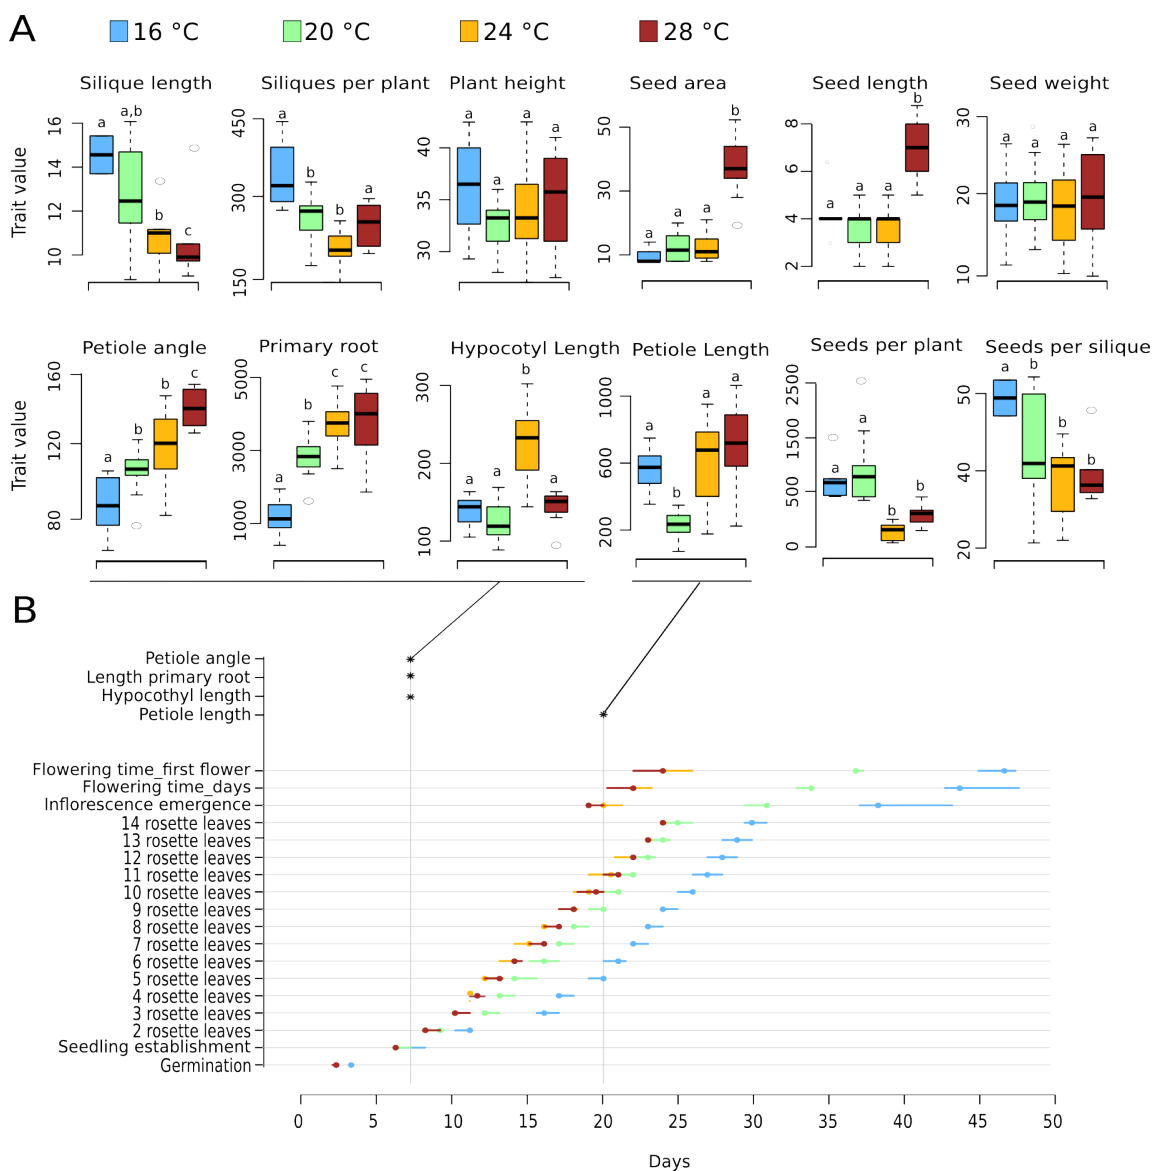 A
16 °C 20 °C 24 °C 28 °C
Silique length Siliques per plant Plant height Seed area Seed length Seed weight
Trait value
10 12 14 16
a a,b b c
150 300 450
a b b a
30 35 40
a a a a
10 30 50
a a a b
2 4 6 8
a a a b
10 20 30
a a a a
Petiole angle Primary root Hypocotyl Length Petiole Length Seeds per plant Seeds per silique
Trait value
80 120 160
a b b c
1000 3000 5000
a b c c
100 200 300
a a b a
200 600 1000
a b a a
0 500 1500 2500
a a b b
20 40 50
a b b b
B
Petiole angle
Length primary root
Hypocothyl length
Petiole length
Flowering time_first flower
Flowering time_days
Inflorescence emergence
14 rosette leaves
13 rosette leaves
12 rosette leaves
11 rosette leaves
10 rosette leaves
9 rosette leaves
8 rosette leaves
7 rosette leaves
6 rosette leaves
5 rosette leaves
4 rosette leaves
3 rosette leaves
2 rosette leaves
Seedling establishment
Germination
0 5 10 15 20 25 30 35 40 45 50
Days